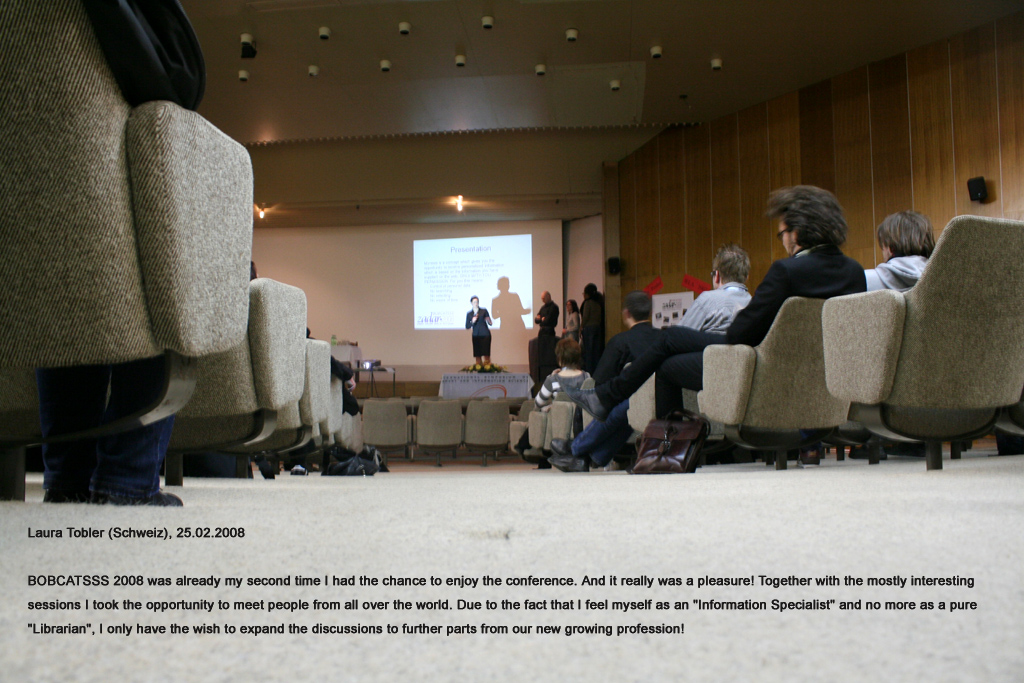 Presentation
Laura Tobler (Schweiz), 25.02.2008
BOBCATSSS 2008 was already my second time I had the chance to enjoy the conference. And it really was a pleasure! Together with the mostly interesting
sessions I took the opportunity to meet people from all over the world. Due to the fact that I feel myself as an "Information Specialist" and no more as a pure
"Librarian", I only have the wish to expand the discussions to further parts from our new growing profession!